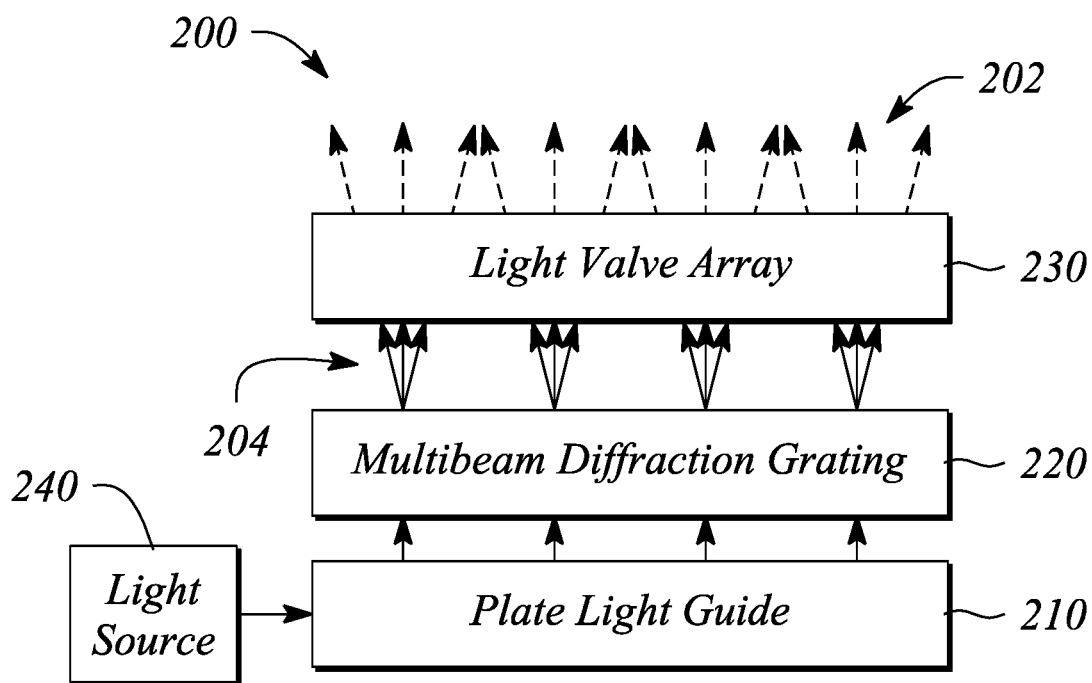 200
202
Light Valve Array
230
204
Multibeam Diffraction Grating
220
240
Light
Source
Plate Light Guide
210